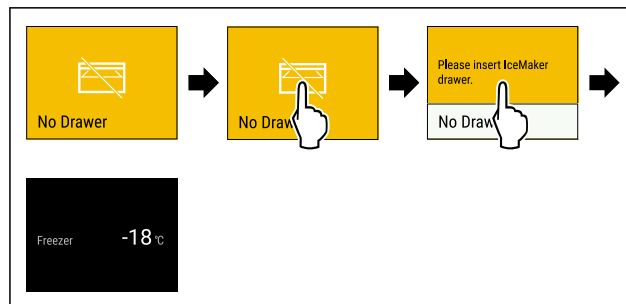 No Drawer
No Draw
Please insert IceMaker
drawer.
No Draw
Freezer -18 °C